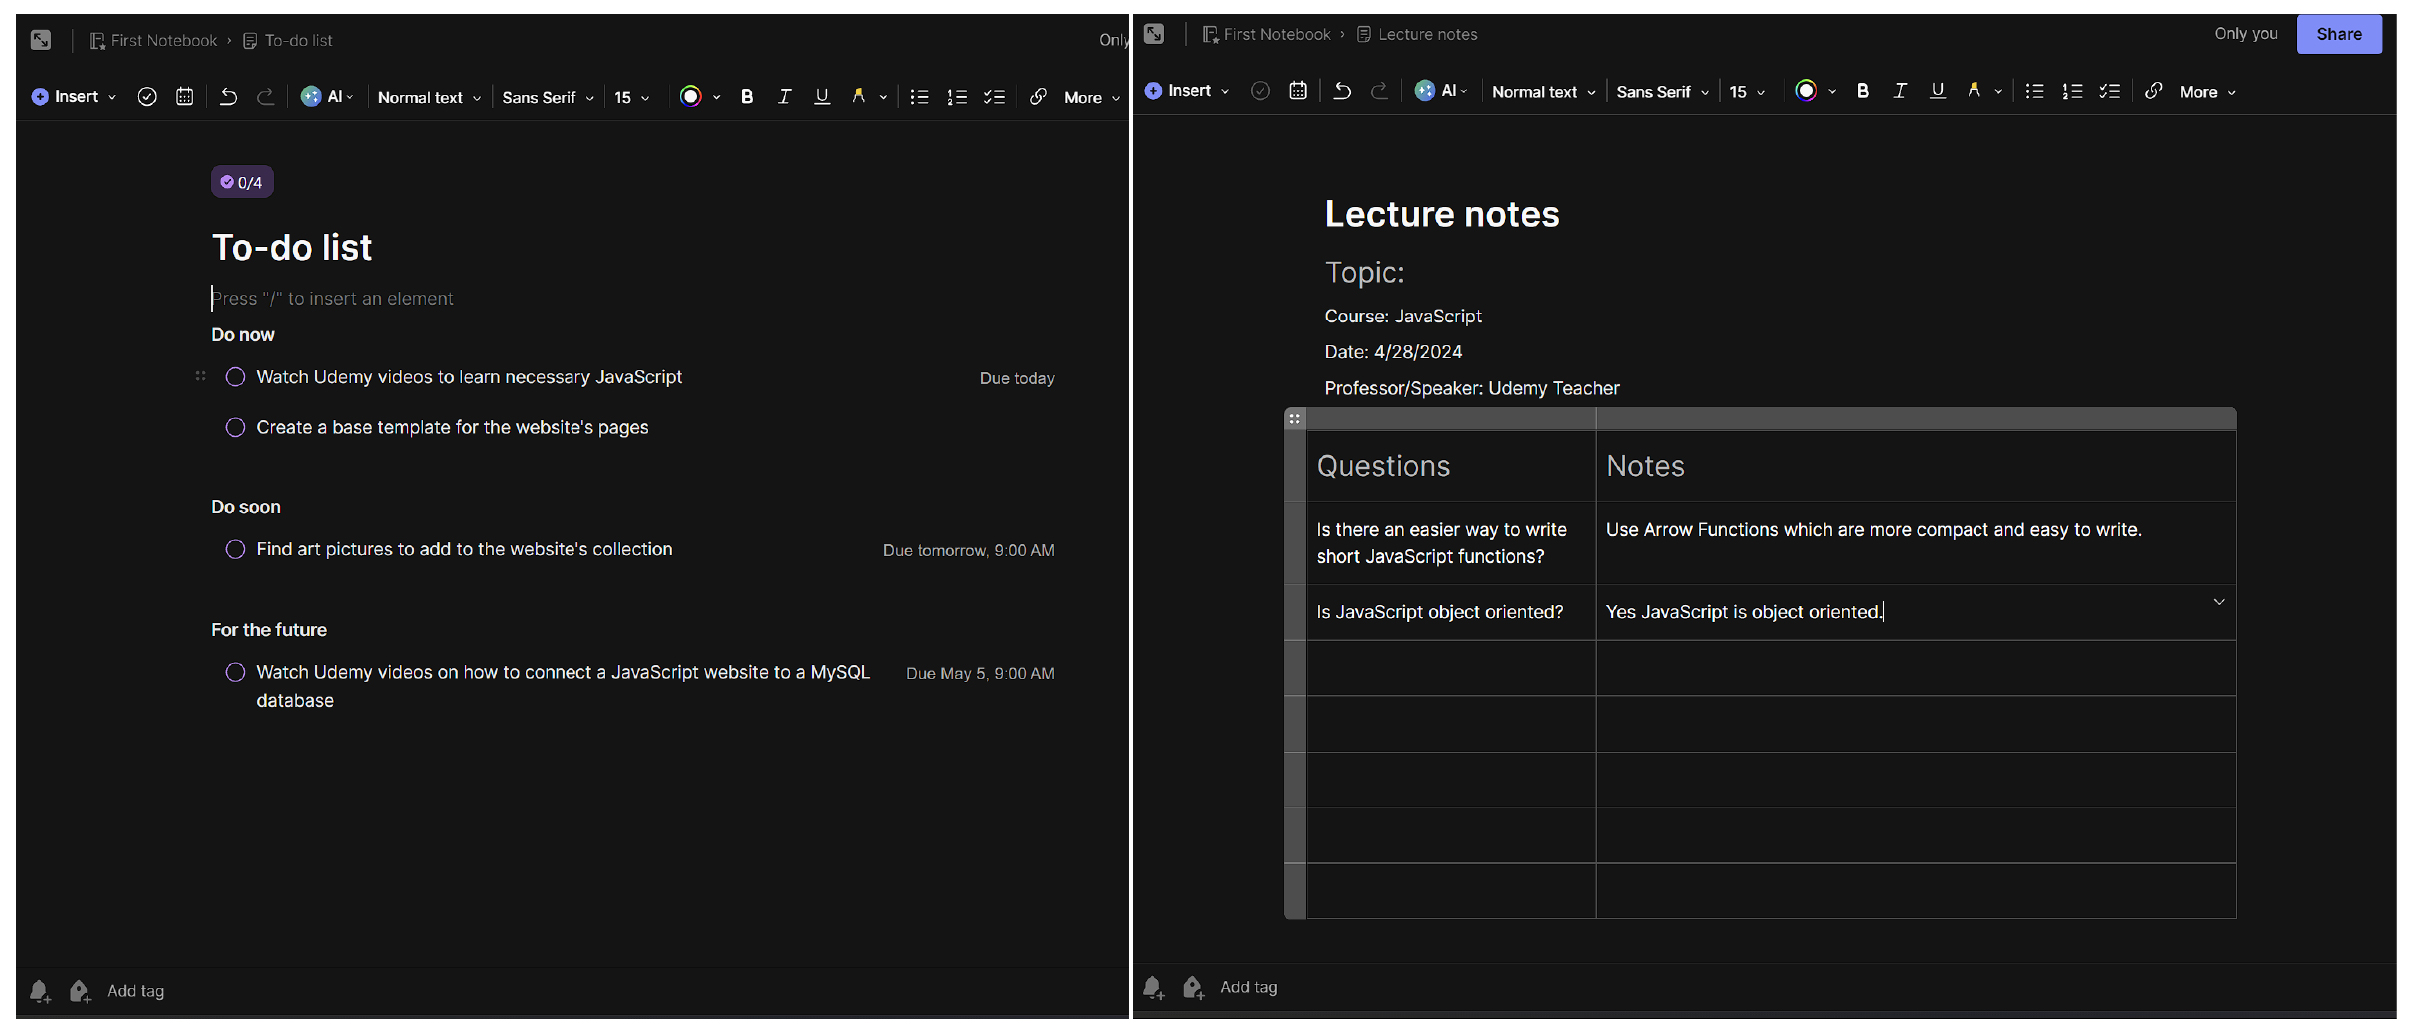 First Notebook › To-do list
Only
Insert AI Normal text Sans Serif 15 B I U A More
0/4
To-do list
Press "/" to insert an element
Do now
Watch Udemy videos to learn necessary JavaScript Due today
Create a base template for the website's pages
Do soon
Find art pictures to add to the website's collection Due tomorrow, 9:00 AM
For the future
Watch Udemy videos on how to connect a JavaScript website to a MySQL Due May 5, 9:00 AM
database
Add tag
First Notebook › Lecture notes
Only you Share
Insert AI Normal text Sans Serif 15 B I U A More
Lecture notes
Topic:
Course: JavaScript
Date: 4/28/2024
Professor/Speaker: Udemy Teacher
Questions Notes
Is there an easier way to write Use Arrow Functions which are more compact and easy to write.
short JavaScript functions?
Is JavaScript object oriented? Yes JavaScript is object oriented.
Add tag